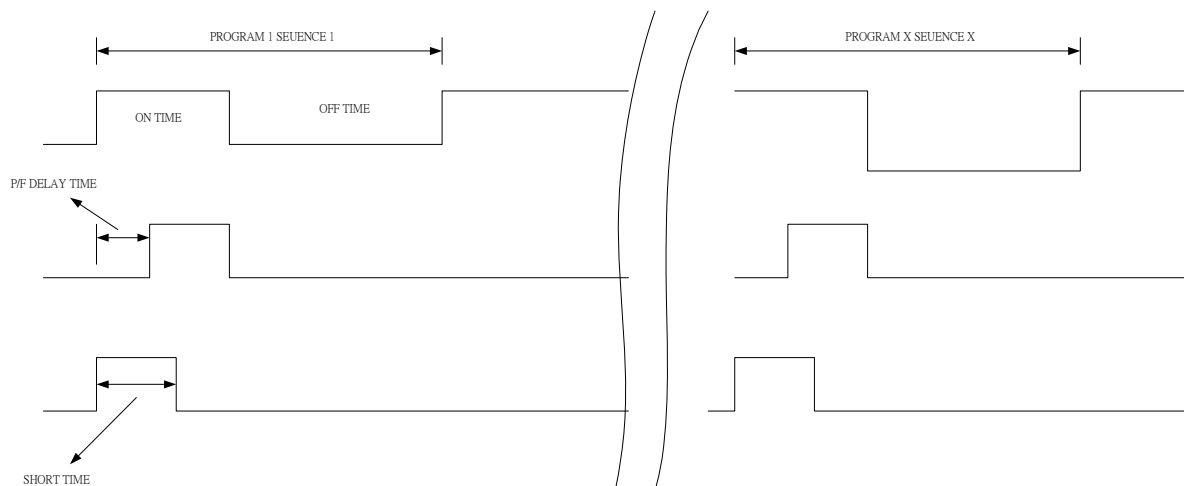 PROGRAM 1 SEUENCE 1
PROGRAM X SEUENCE X
ON TIME
OFF TIME
P/F DELAY TIME
SHORT TIME